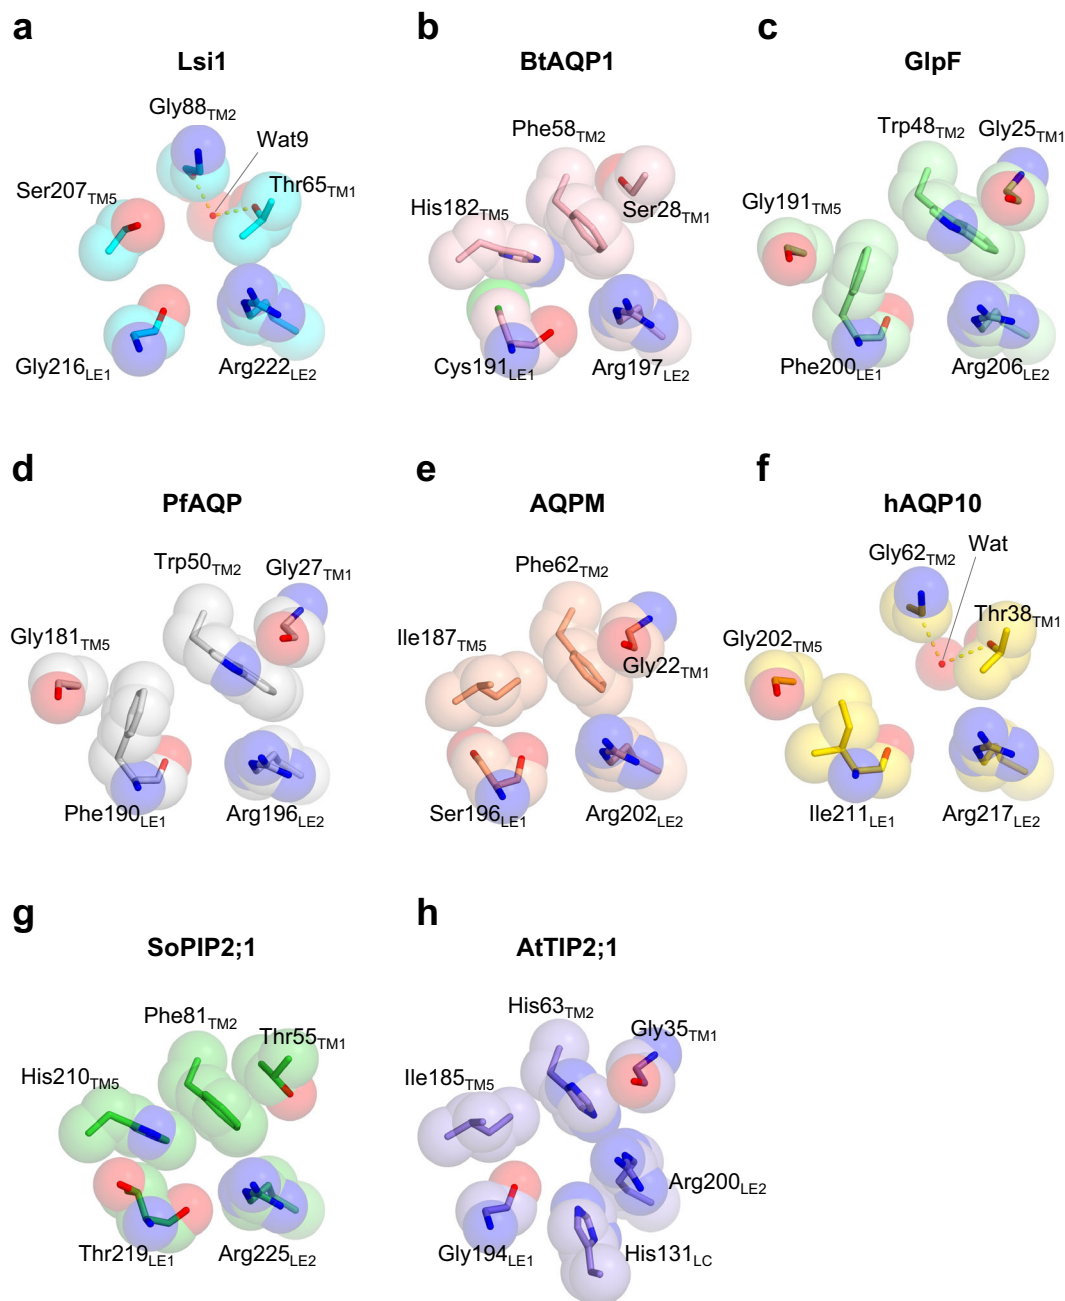 a
Lsi1
Gly88TM2
Wat9
Ser207TM5
Thr65TM1
Gly216LE1
Arg222LE2
b
BtAQP1
Phe58TM2
His182TM5
Ser28TM1
Cys191LE1
Arg197LE2
c
GlpF
Trp48TM2
Gly25TM1
Gly191TM5
Phe200LE1
Arg206LE2
d
PfAQP
Trp50TM2
Gly27TM1
Gly181TM5
Phe190LE1
Arg196LE2
e
AQPM
Phe62TM2
Ile187TM5
Gly22TM1
Ser196LE1
Arg202LE2
f
hAQP10
Wat
Gly62TM2
Thr38TM1
Gly202TM5
Ile211LE1
Arg217LE2
g
SoPIP2;1
Phe81TM2
Thr55TM1
His210TM5
Thr219LE1
Arg225LE2
h
AtTIP2;1
His63TM2
Gly35TM1
Ile185TM5
Arg200LE2
Gly194LE1
His131LC